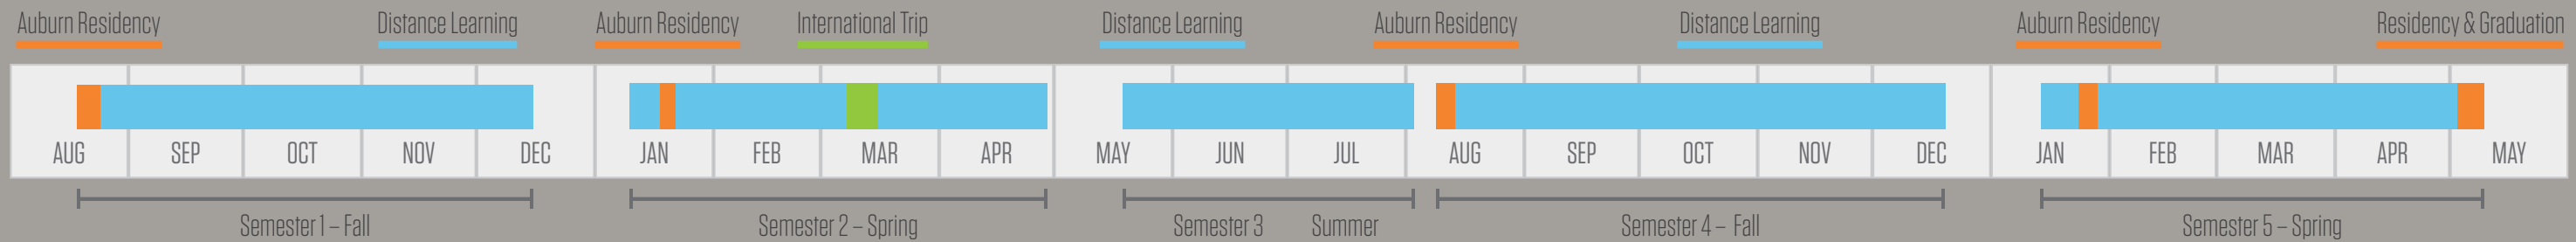 Auburn Residency Distance Learning Auburn Residency International Trip Distance Learning Auburn Residency Distance Learning Auburn Residency Residency & Graduation
AUG SEP OCT NOV DEC JAN FEB MAR APR MAY JUN JUL AUG SEP OCT NOV DEC JAN FEB MAR APR MAY
Semester 1 – Fall Semester 2 – Spring Semester 3 Summer Semester 4 – Fall Semester 5 – Spring